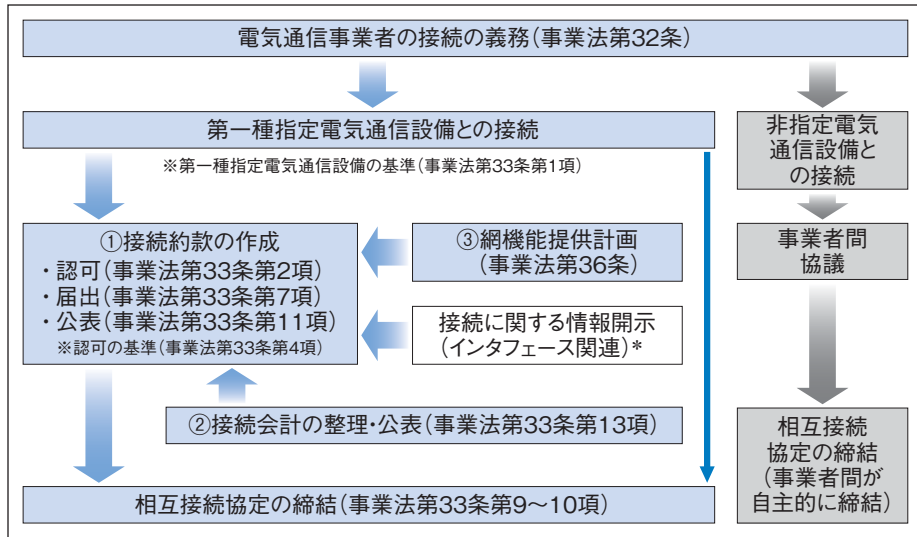 電気通信事業者の接続の義務(事業法第32条)
第一種指定電気通信設備との接続
※第一種指定電気通信設備の基準(事業法第33条第1項)
①接続約款の作成
・認可(事業法第33条第2項)
・届出(事業法第33条第7項)
・公表(事業法第33条第11項)
※認可の基準(事業法第33条第4項)
③網機能提供計画
(事業法第36条)
接続に関する情報開示
(インタフェース関連)*
②接続会計の整理・公表(事業法第33条第13項)
相互接続協定の締結(事業法第33条第9〜10項)
非指定電気
通信設備と
の接続
事業者間
協議
相互接続
協定の締結
(事業者間が
自主的に締結)